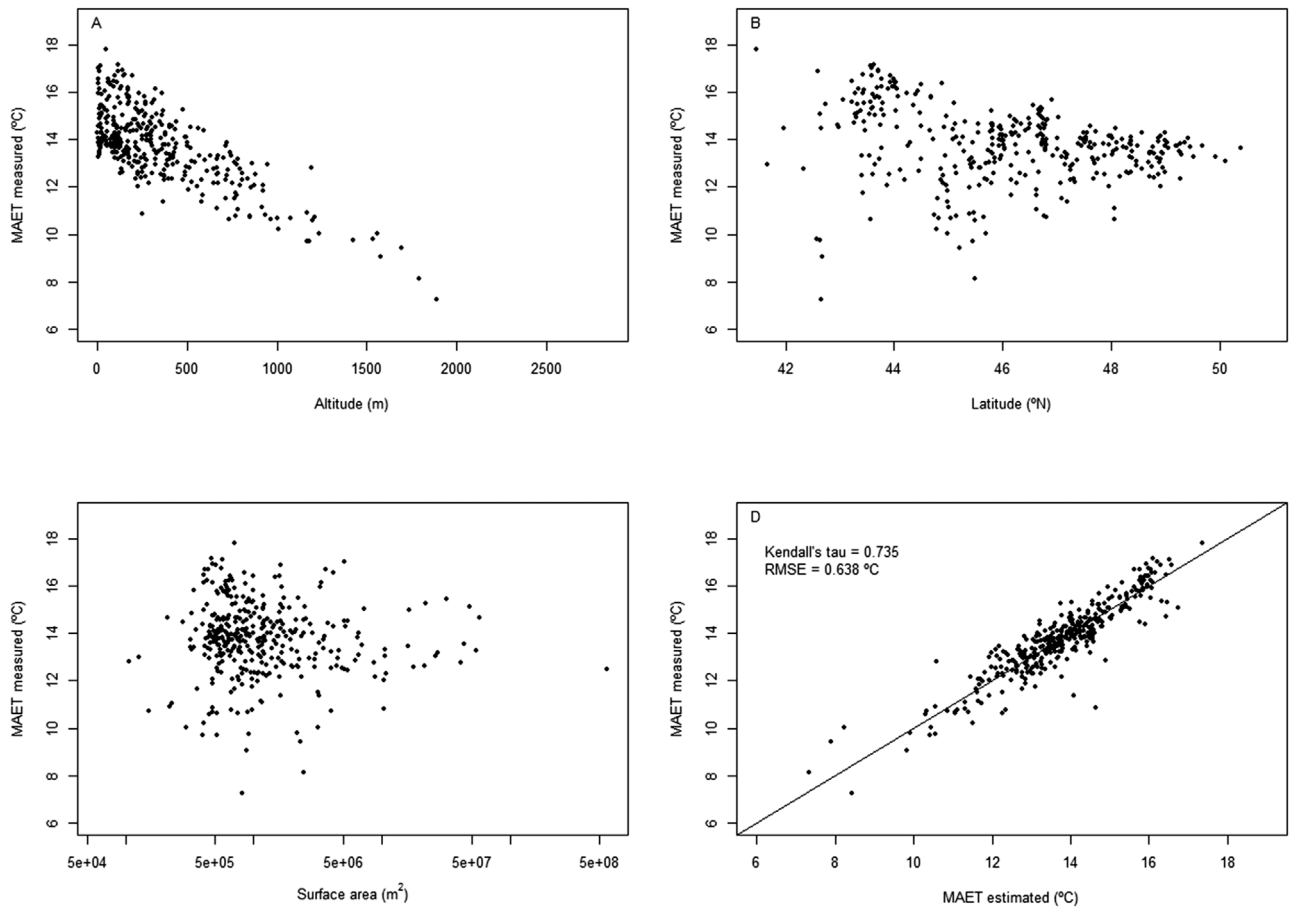 A
MAET measured (ºC)
18
16
14
12
10
8
6
0
500
1000
1500
2000
2500
Altitude (m)
B
MAET measured (ºC)
18
16
14
12
10
8
6
42
44
46
48
50
Latitude (ºN)
MAET measured (ºC)
18
16
14
12
10
8
6
5e+04
5e+05
5e+06
5e+07
5e+08
Surface area (m²)
D
Kendall's tau = 0.735
RMSE = 0.638 ºC
MAET measured (ºC)
18
16
14
12
10
8
6
6
8
10
12
14
16
18
MAET estimated (ºC)